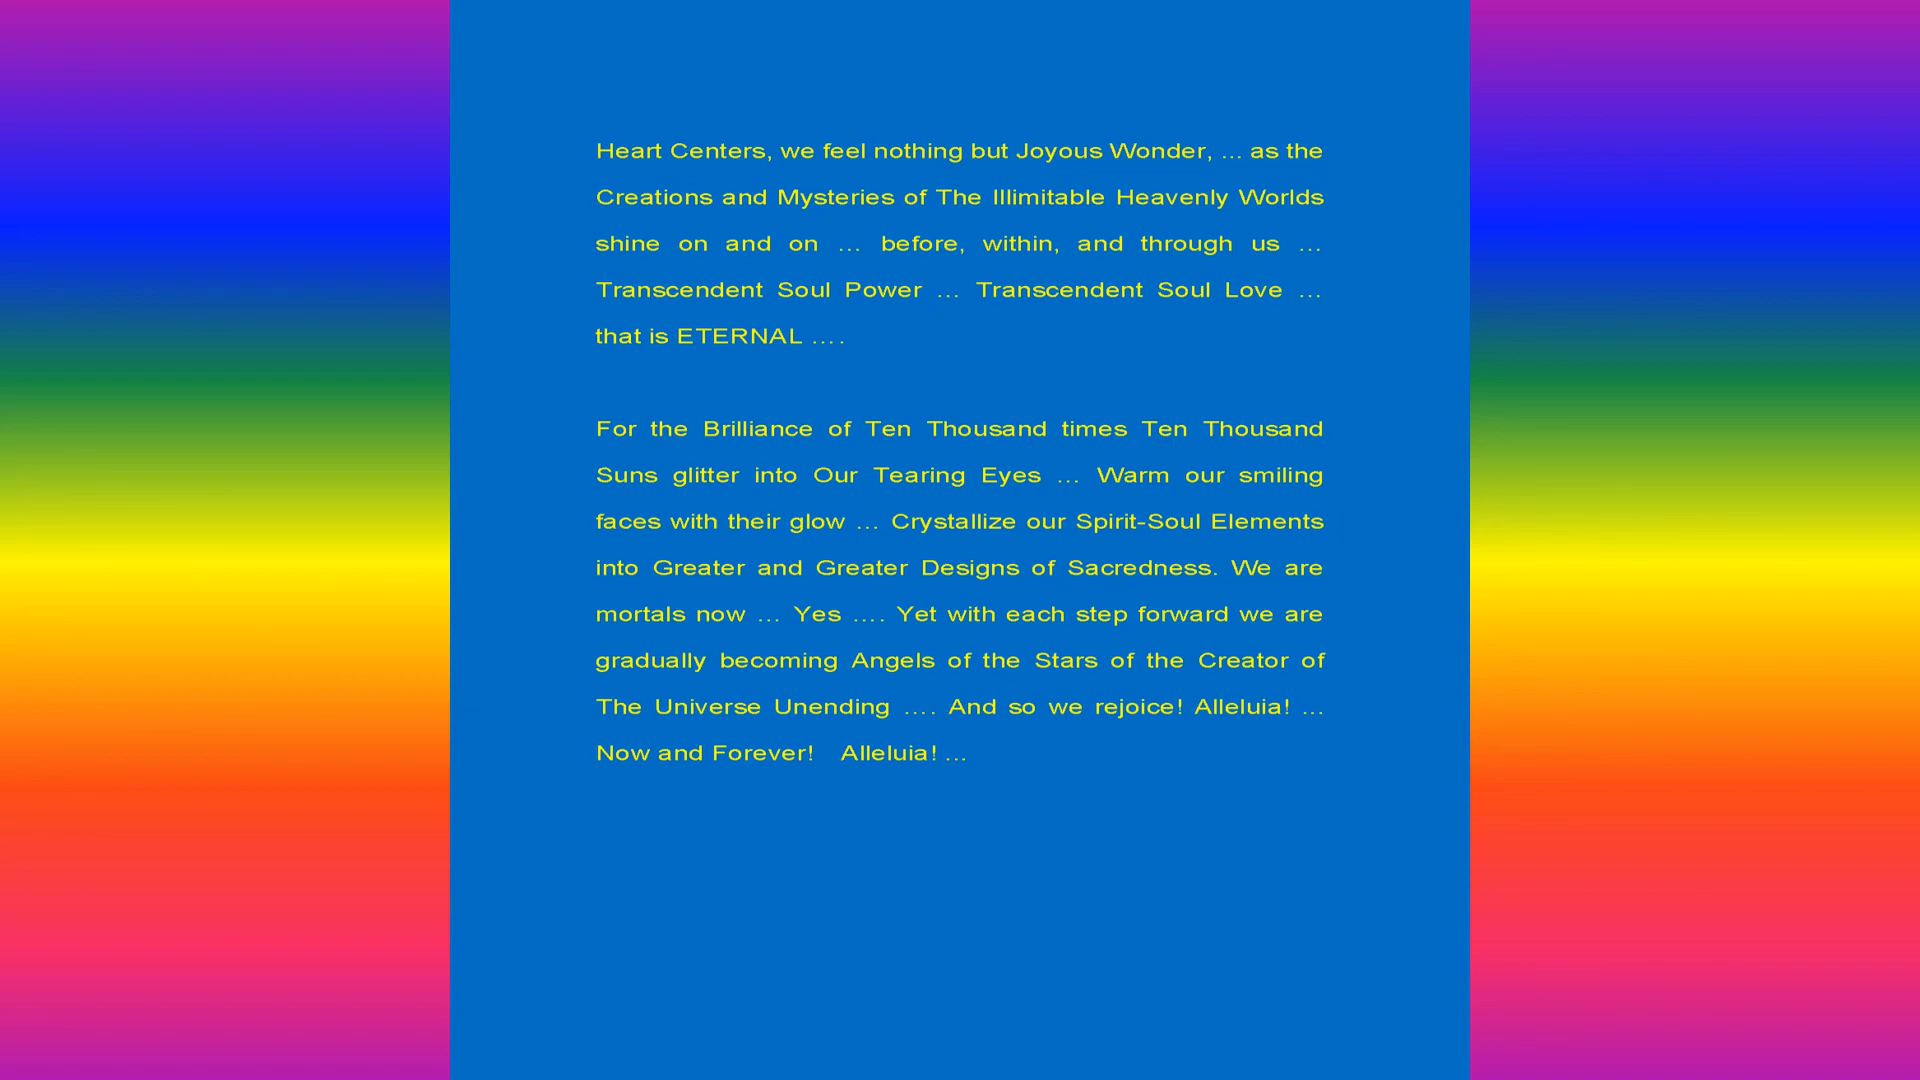 Heart Centers, we feel nothing but Joyous Wonder, ... as the
Creations and Mysteries of The Illimitable Heavenly Worlds
shine on and on ... before, within, and through us ...
Transcendent Soul Power ... Transcendent Soul Love ...
that is ETERNAL ....
For the Brilliance of Ten Thousand times Ten Thousand
Suns glitter into Our Tearing Eyes ... Warm our smiling
faces with their glow ... Crystallize our Spirit-Soul Elements
into Greater and Greater Designs of Sacredness. We are
mortals now ... Yes .... Yet with each step forward we are
gradually becoming Angels of the Stars of the Creator of
The Universe Unending .... And so we rejoice! Alleluia! ...
Now and Forever!   Alleluia! ...